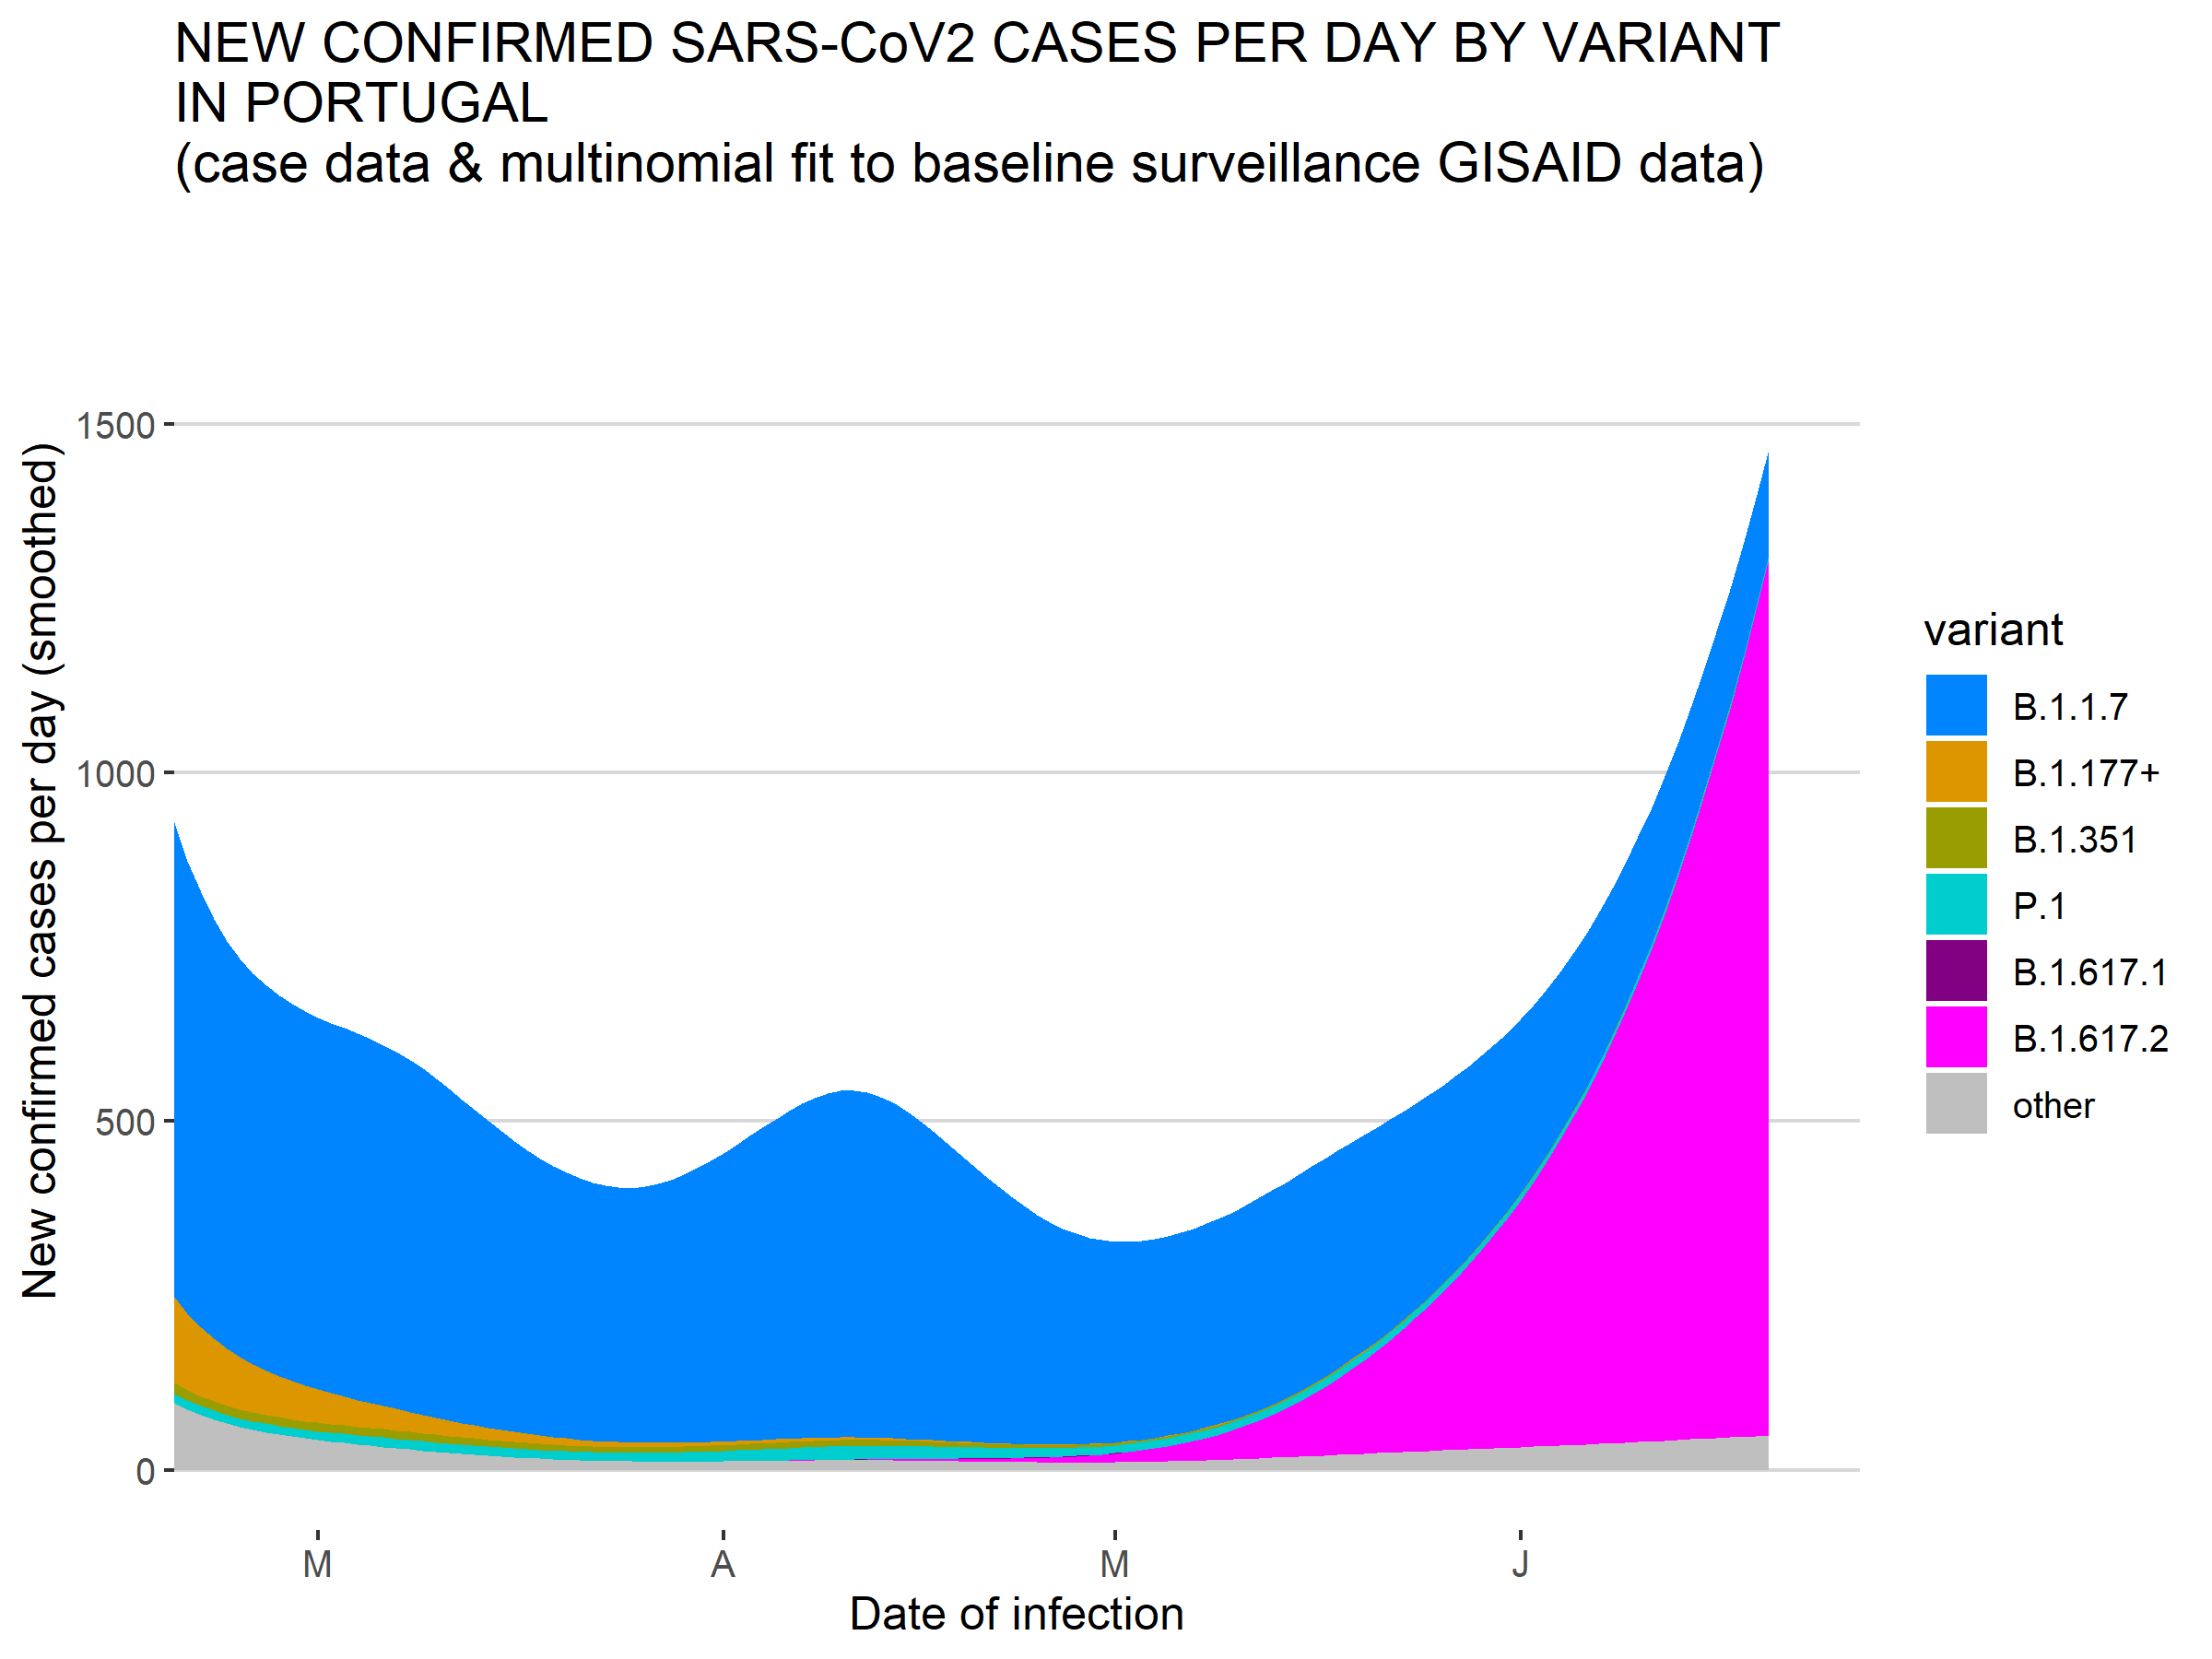 NEW CONFIRMED SARS-CoV2 CASES PER DAY BY VARIANT
IN PORTUGAL
(case data & multinomial fit to baseline surveillance GISAID data)
New confirmed cases per day (smoothed)
1500
1000
500
0
M
A
M
J
Date of infection
variant
B.1.1.7
B.1.177+
B.1.351
P.1
B.1.617.1
B.1.617.2
other